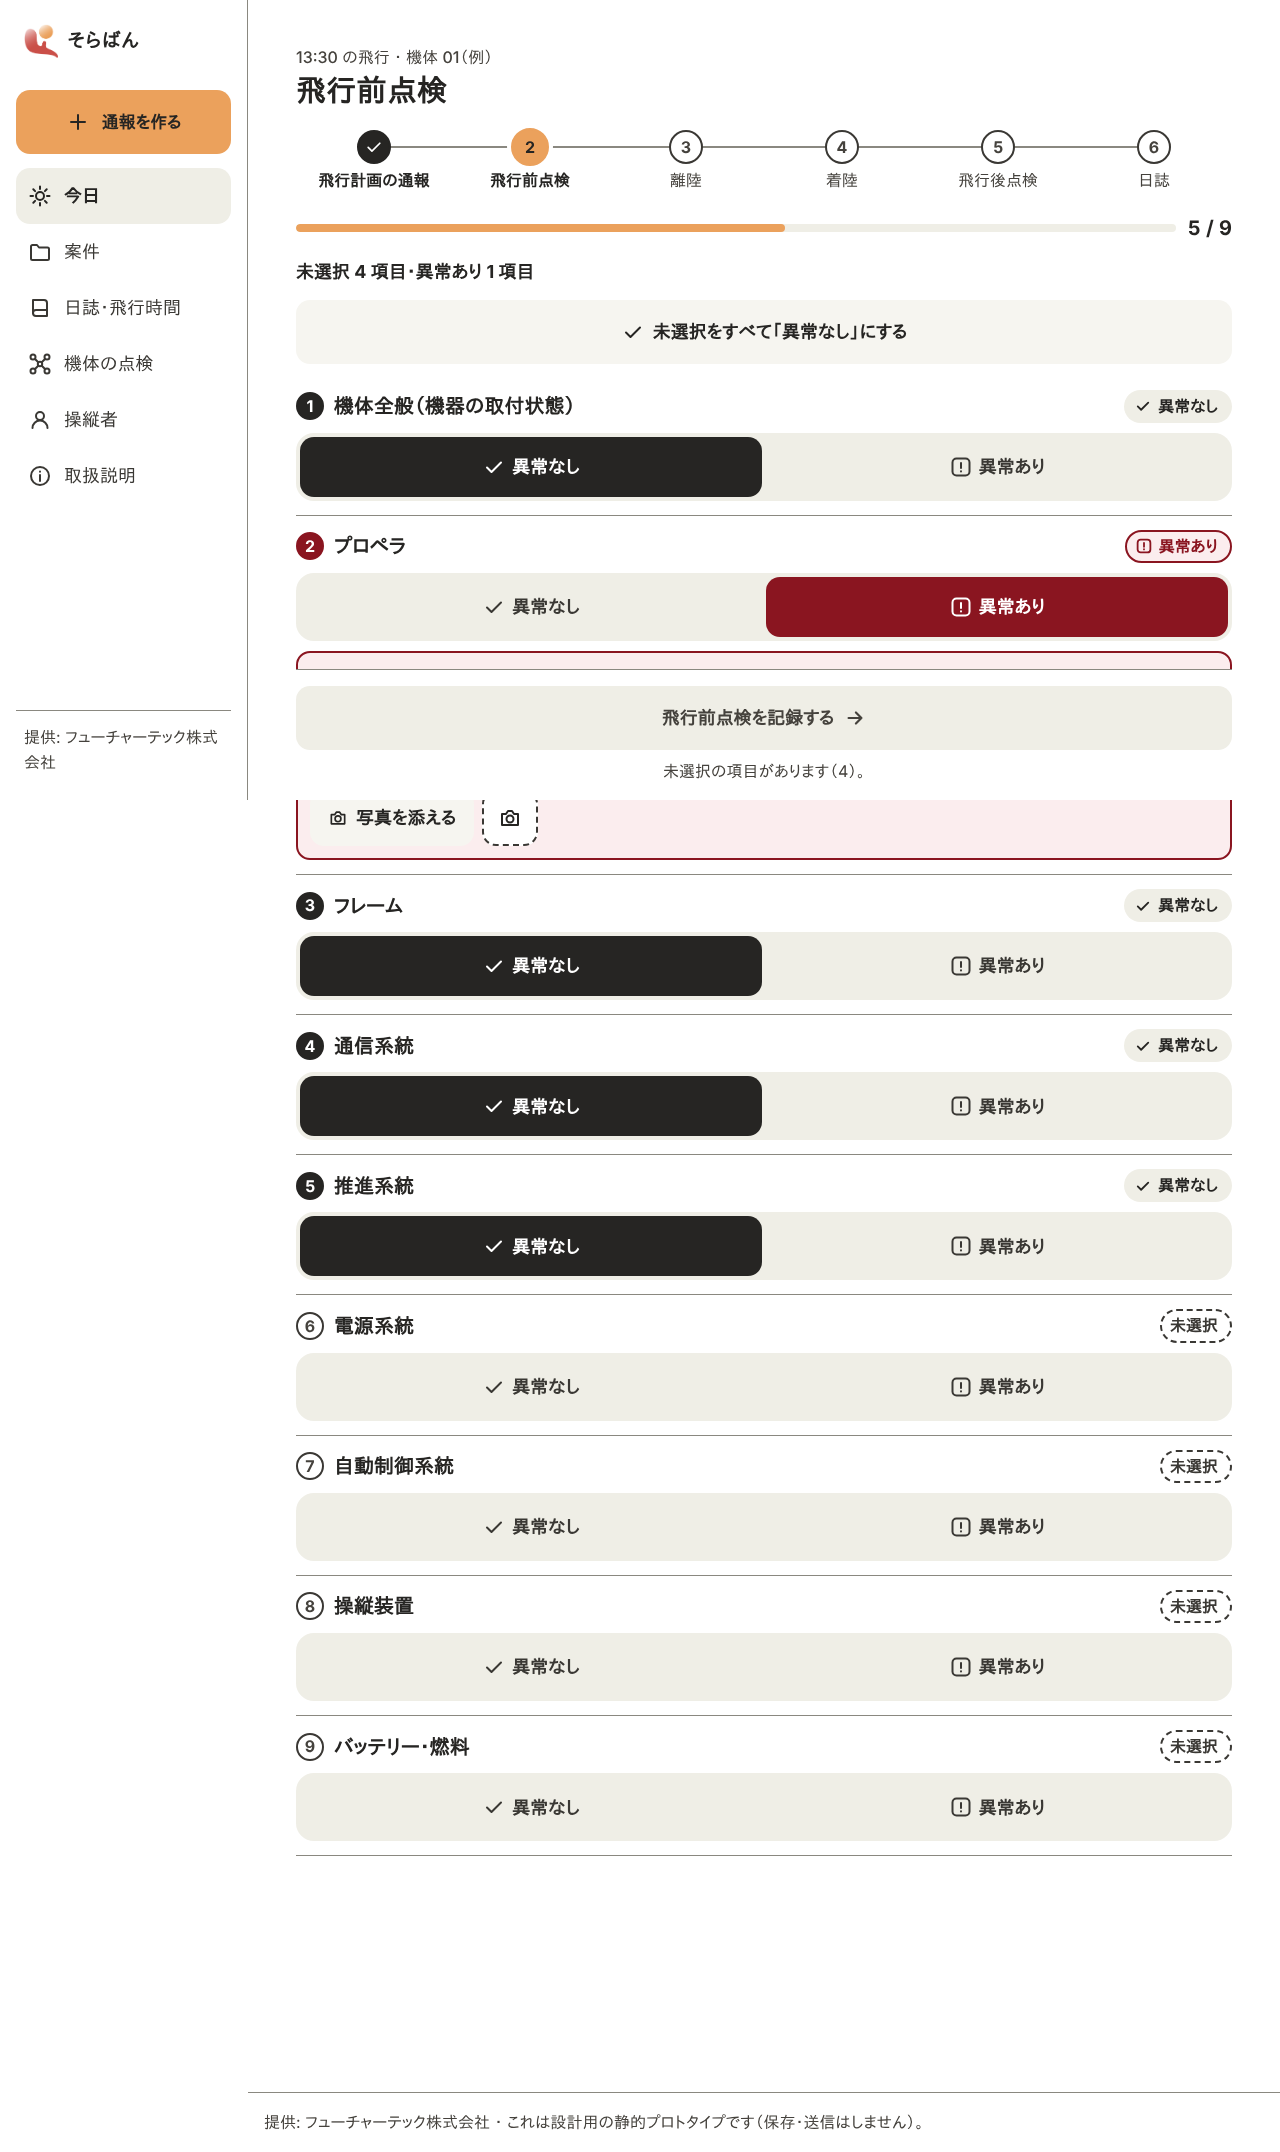 そらばん
通報を作る
今日
案件
日誌・飛行時間
機体の点検
操縦者
取扱説明
提供: フューチャーテック株式
会社
13:30 の飛行・機体 01（例）
飛行前点検
2 3 4 5 6
飛行計画の通報 飛行前点検 離陸 着陸 飛行後点検 日誌
5 / 9
未選択 4 項目・異常あり 1 項目
未選択をすべて「異常なし」にする
1 機体全般（機器の取付状態） 異常なし
異常なし 異常あり
2 プロペラ 異常あり
異常なし 異常あり
飛行前点検を記録する →
未選択の項目があります（4）。
写真を添える
3 フレーム 異常なし
異常なし 異常あり
4 通信系統 異常なし
異常なし 異常あり
5 推進系統 異常なし
異常なし 異常あり
6 電源系統 未選択
異常なし 異常あり
7 自動制御系統 未選択
異常なし 異常あり
8 操縦装置 未選択
異常なし 異常あり
9 バッテリー・燃料 未選択
異常なし 異常あり
提供: フューチャーテック株式会社 ・ これは設計用の静的プロトタイプです（保存・送信はしません）。